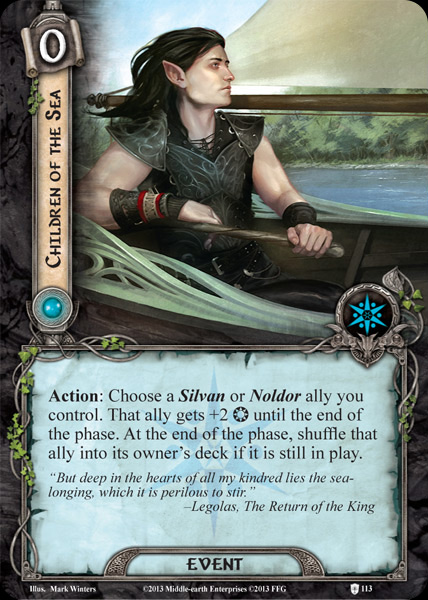 0
CHILDREN OF THE SEA
Action: Choose a Silvan or Noldor ally you
control. That ally gets +2 until the end of
the phase. At the end of the phase, shuffle that
ally into its owner's deck if it is still in play.
“But deep in the hearts of all my kindred lies the sea-
longing, which it is perilous to stir.”
–Legolas, The Return of the King
EVENT
Illus. Mark Winters ©2013 Middle-earth Enterprises ©2013 FFG 113